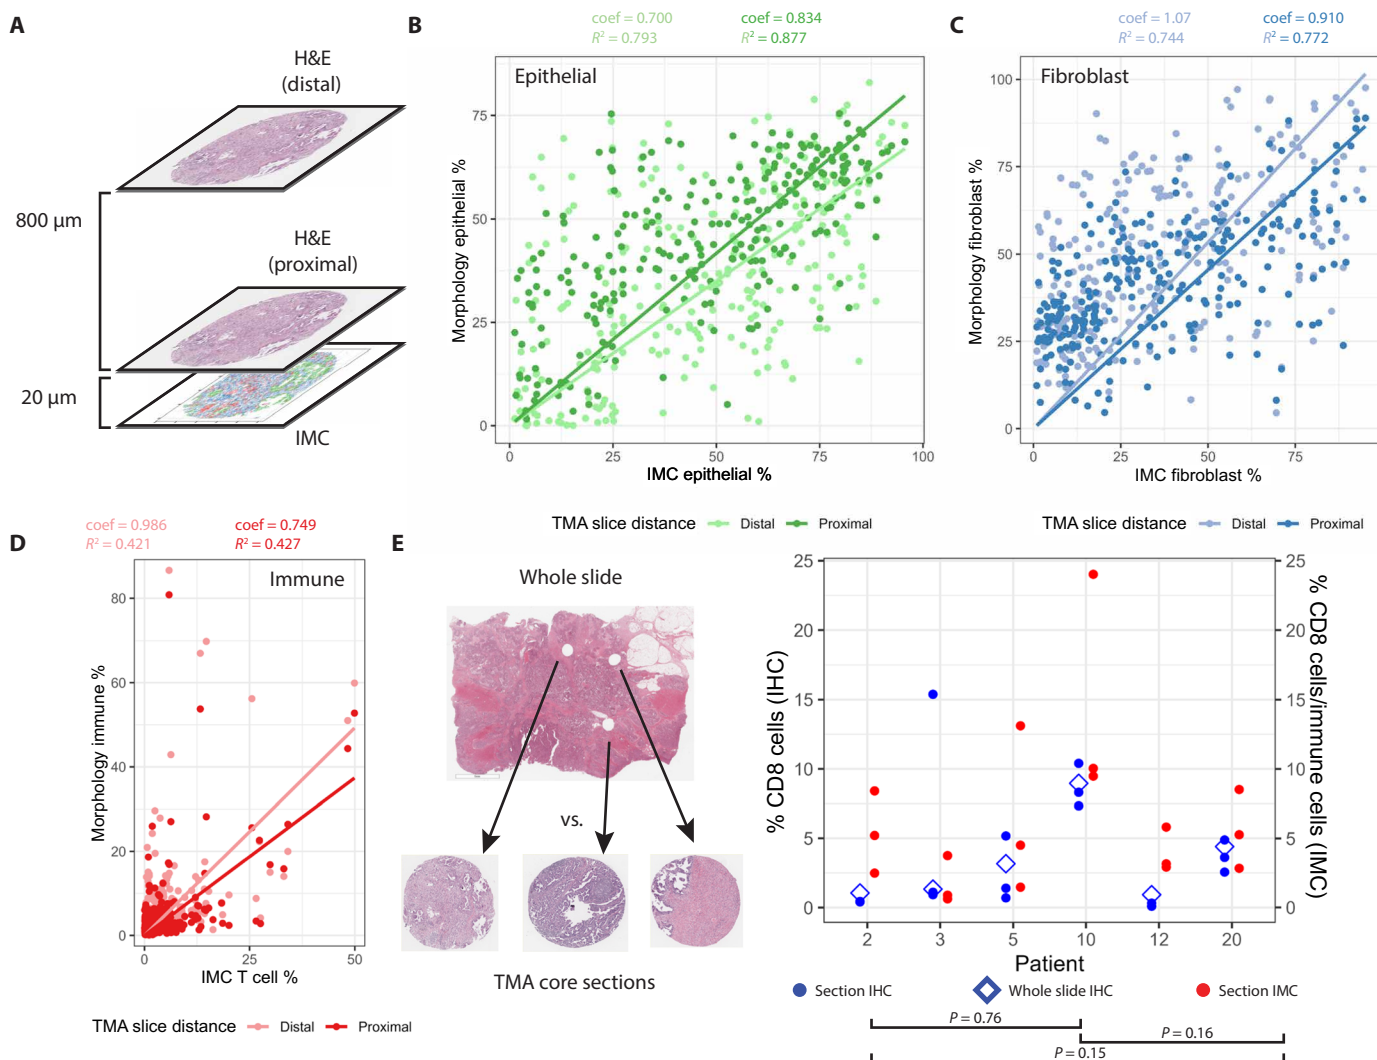 A
H&E
(distal)
800 µm
H&E
(proximal)
20 µm
IMC
B
coef = 0.700
R² = 0.793
coef = 0.834
R² = 0.877
Epithelial
Morphology epithelial %
75
50
25
0
0 25 50 75 100
IMC epithelial %
TMA slice distance Distal Proximal
C
coef = 1.07
R² = 0.744
coef = 0.910
R² = 0.772
Fibroblast
Morphology fibroblast %
100
75
50
25
0
0 25 50 75
IMC fibroblast %
TMA slice distance Distal Proximal
D
coef = 0.986
R² = 0.421
coef = 0.749
R² = 0.427
Immune
Morphology immune %
80
60
40
20
0
0 25 50
IMC T cell %
TMA slice distance Distal Proximal
E
Whole slide
vs.
TMA core sections
% CD8 cells (IHC)
25
20
15
10
5
0
% CD8 cells/immune cells (IMC)
25
20
15
10
5
0
2 3 5 10 12 20
Patient
Section IHC Whole slide IHC Section IMC
P = 0.76
P = 0.16
P = 0.15